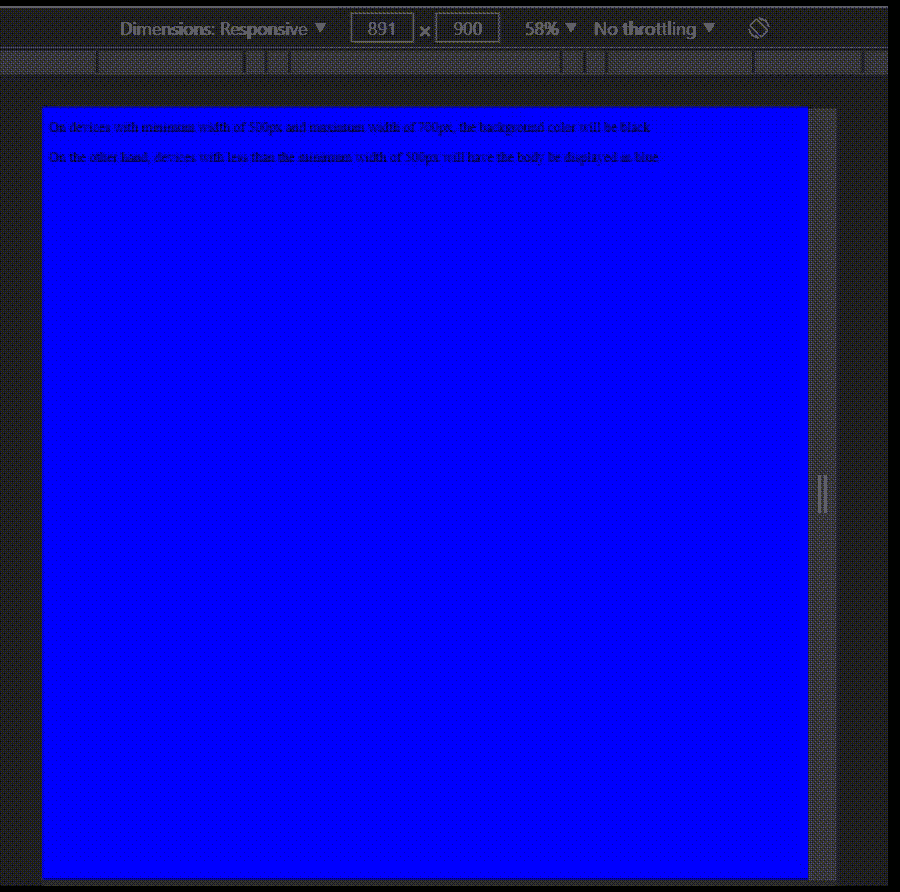 Dimensions: Responsive ▼ 891 × 900 58% ▼ No throttling ▼
On devices with minimum width of 500px and maximum width of 700px, the background color will be black.
On the other hand, devices with less than the minimum width of 500px will have the body be displayed as blue.